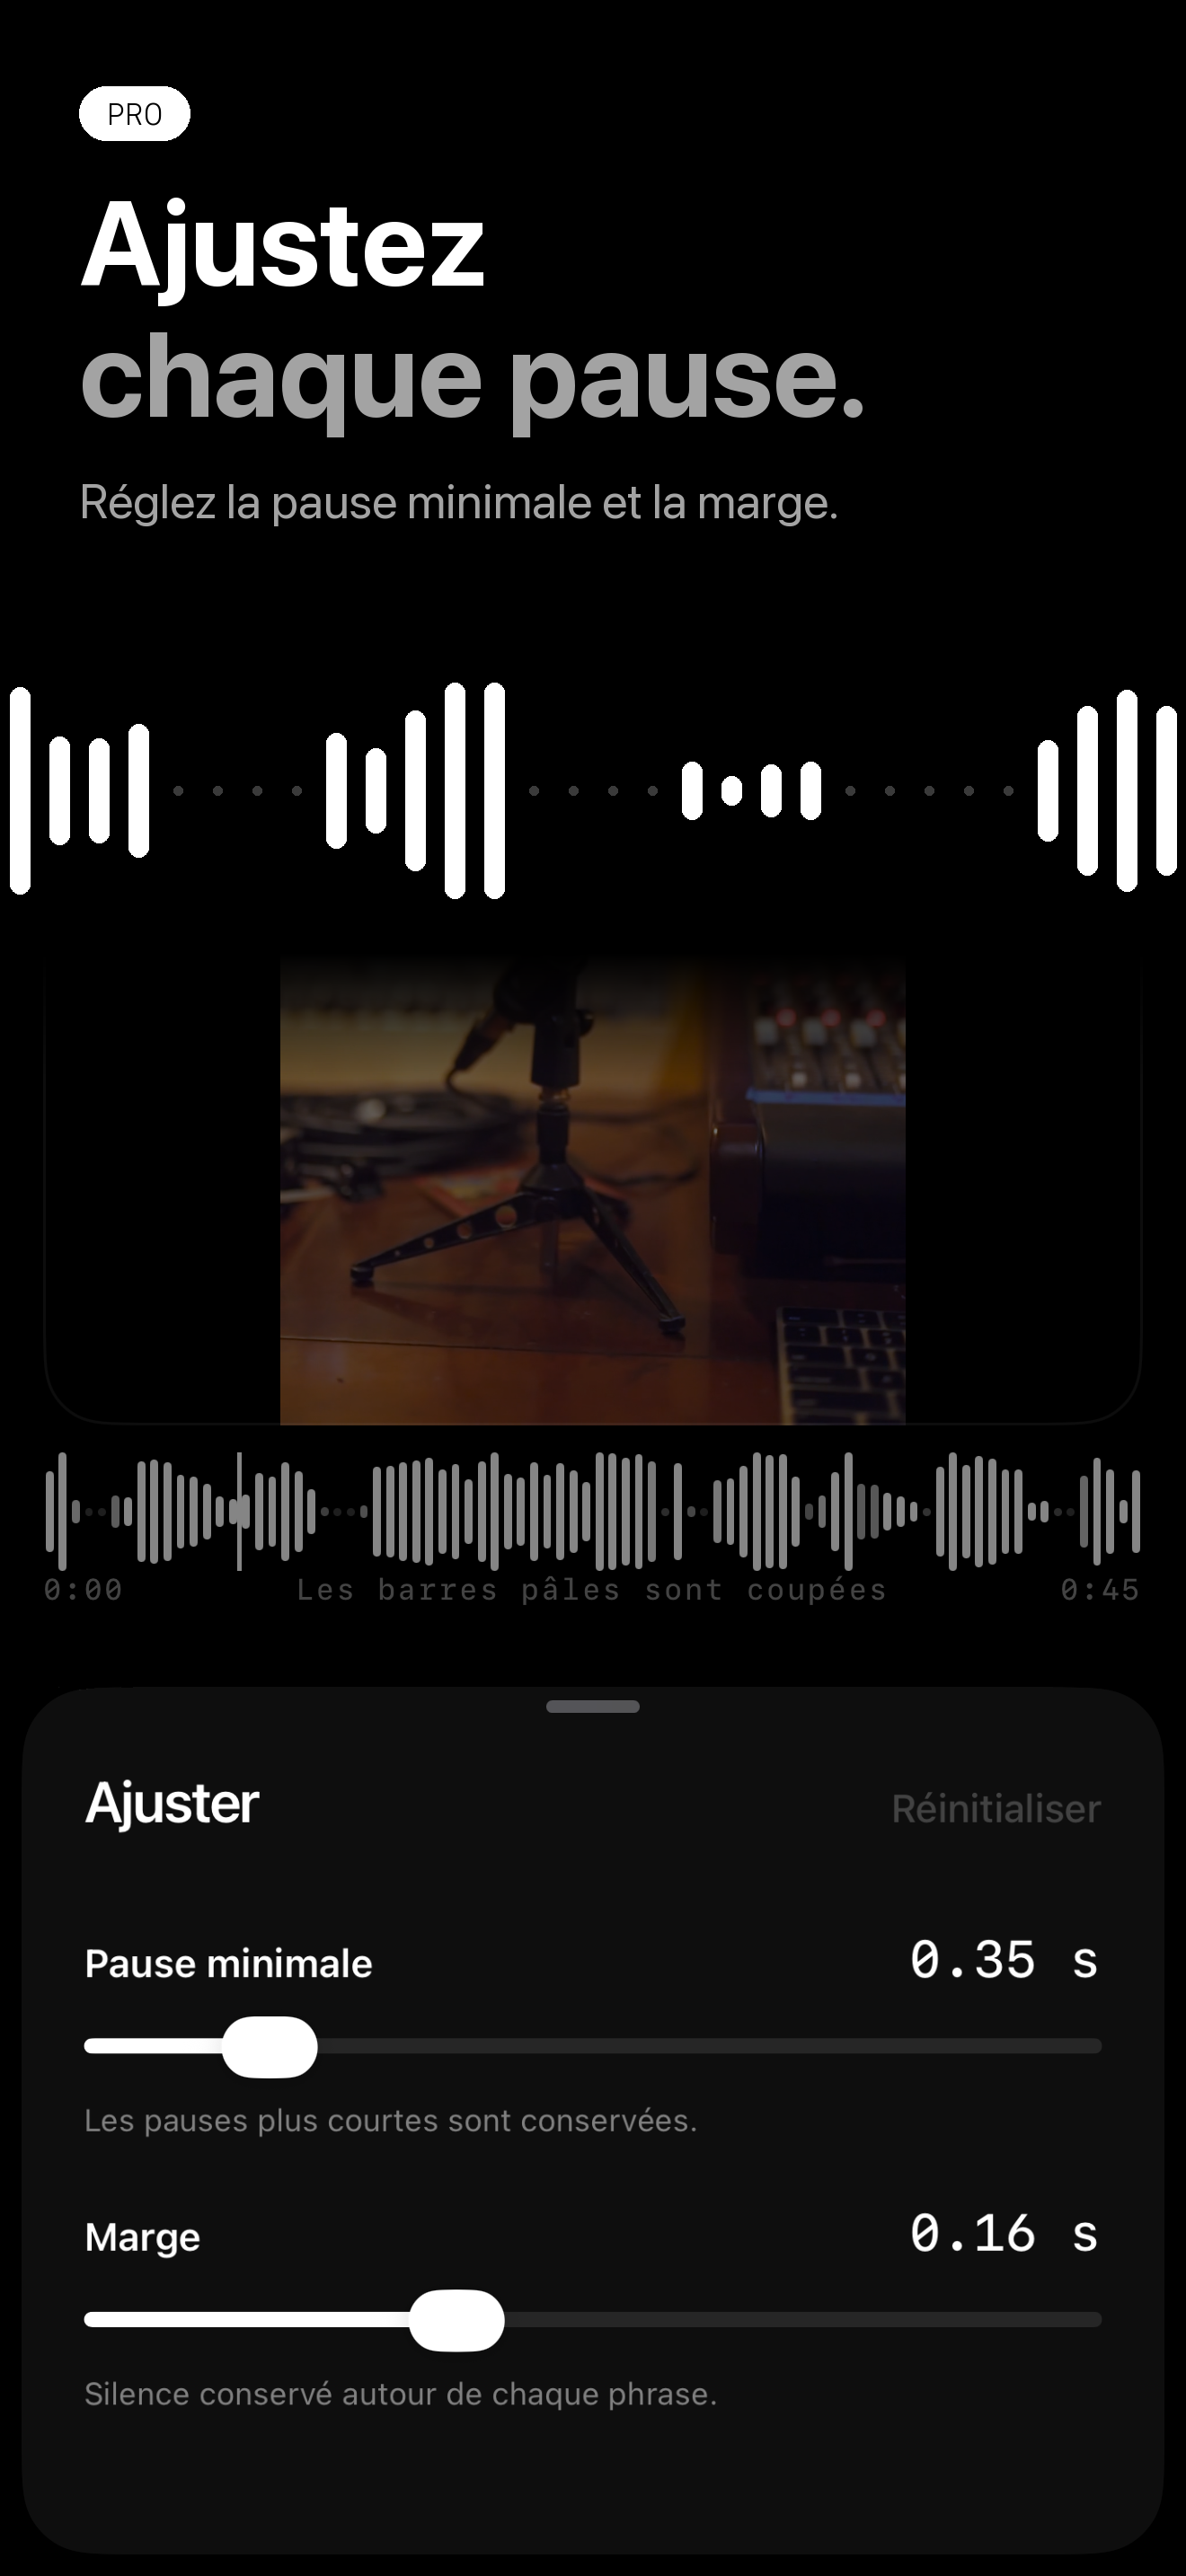 PRO
Ajustez
chaque pause.
Réglez la pause minimale et la marge.
0:00 Les barres pâles sont coupées 0:45
Ajuster Réinitialiser
Pause minimale 0.35 s
Les pauses plus courtes sont conservées.
Marge 0.16 s
Silence conservé autour de chaque phrase.